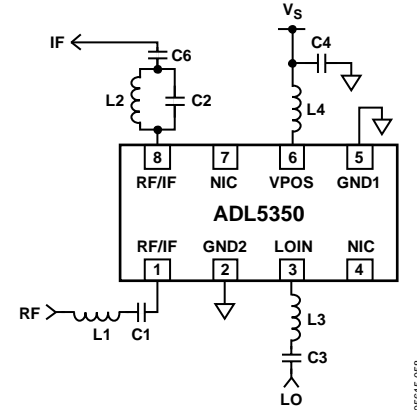 VS
IF
C6
C4
L2
C2
L4
8 7 6 5
RF/IF NIC VPOS GND1
ADL5350
RF/IF GND2 LOIN NIC
1 2 3 4
RF
L1 C1
L3
C3
LO